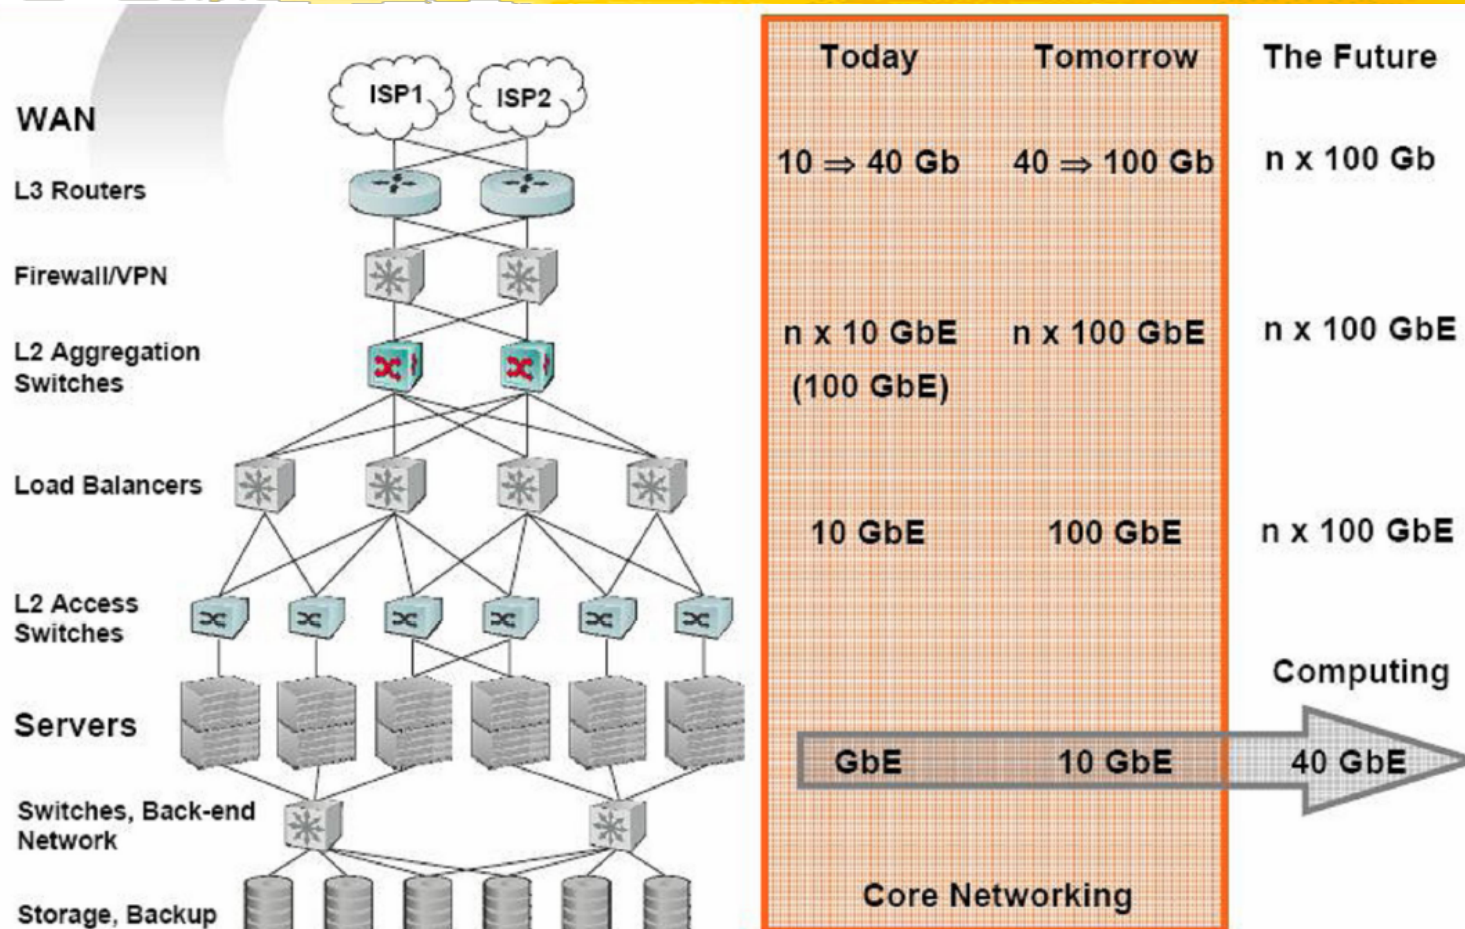 Today Tomorrow The Future
ISP1 ISP2
WAN
10 ⇒ 40 Gb 40 ⇒ 100 Gb n x 100 Gb
L3 Routers
Firewall/VPN
n x 10 GbE n x 100 GbE n x 100 GbE
L2 Aggregation
Switches
(100 GbE)
Load Balancers
10 GbE 100 GbE n x 100 GbE
L2 Access
Switches
Computing
Servers
GbE 10 GbE 40 GbE
Switches, Back-end
Network
Core Networking
Storage, Backup